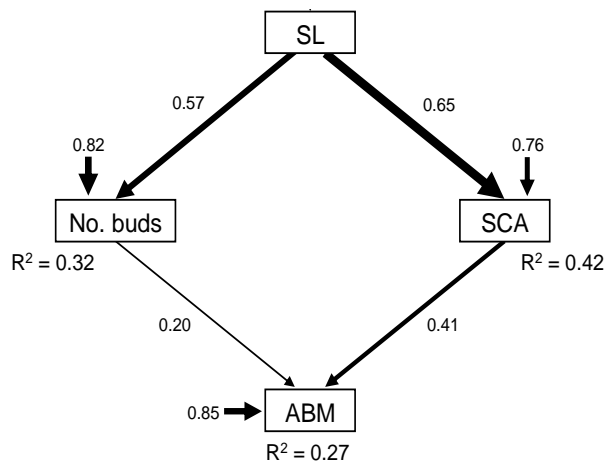 SL
0.57
0.65
0.82
0.76
No. buds
SCA
R² = 0.32
R² = 0.42
0.20
0.41
0.85
ABM
R² = 0.27